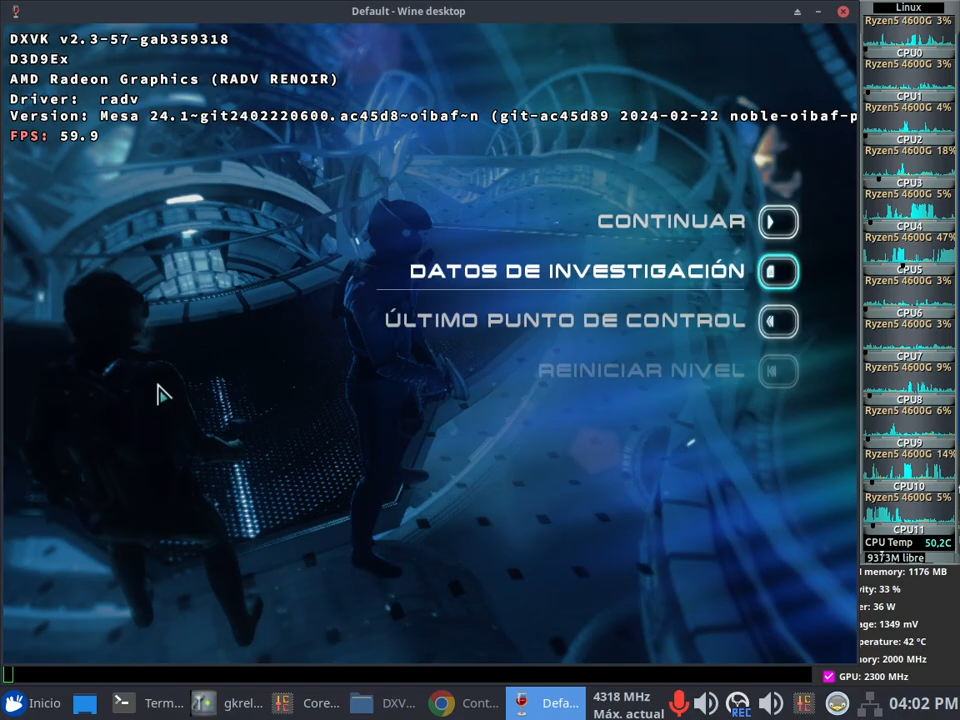 Default - Wine desktop
DXVK v2.3-57-gab359318
D3D9Ex
AMD Radeon Graphics (RADV RENOIR)
Driver: radv
Version: Mesa 24.1~git2402220600.ac45d8~oibaf~n (git-ac45d89 2024-02-22 noble-oibaf-p
FPS: 59.9
CONTINUAR
DATOS DE INVESTIGACIÓN
ÚLTIMO PUNTO DE CONTROL
REINICIAR NIVEL
Linux
Ryzen5 4600G 3%
CPU0
Ryzen5 4600G 3%
CPU1
Ryzen5 4600G 4%
CPU2
Ryzen5 4600G 18%
CPU3
Ryzen5 4600G 5%
CPU4
Ryzen5 4600G 47%
CPU5
Ryzen5 4600G 3%
CPU6
Ryzen5 4600G 3%
CPU7
Ryzen5 4600G 9%
CPU8
Ryzen5 4600G 6%
CPU9
Ryzen5 4600G 14%
CPU10
Ryzen5 4600G 5%
CPU11
CPU Temp 50,2C
9373M libre
memory: 1176 MB
vity: 33 %
er: 36 W
age: 1349 mV
perature: 42 °C
ory: 2000 MHz
GPU: 2300 MHz
Inicio
Term...
gkrel...
Core...
DXV...
Cont...
Defa...
4318 MHz
Máx. actual
REC
04:02 PM